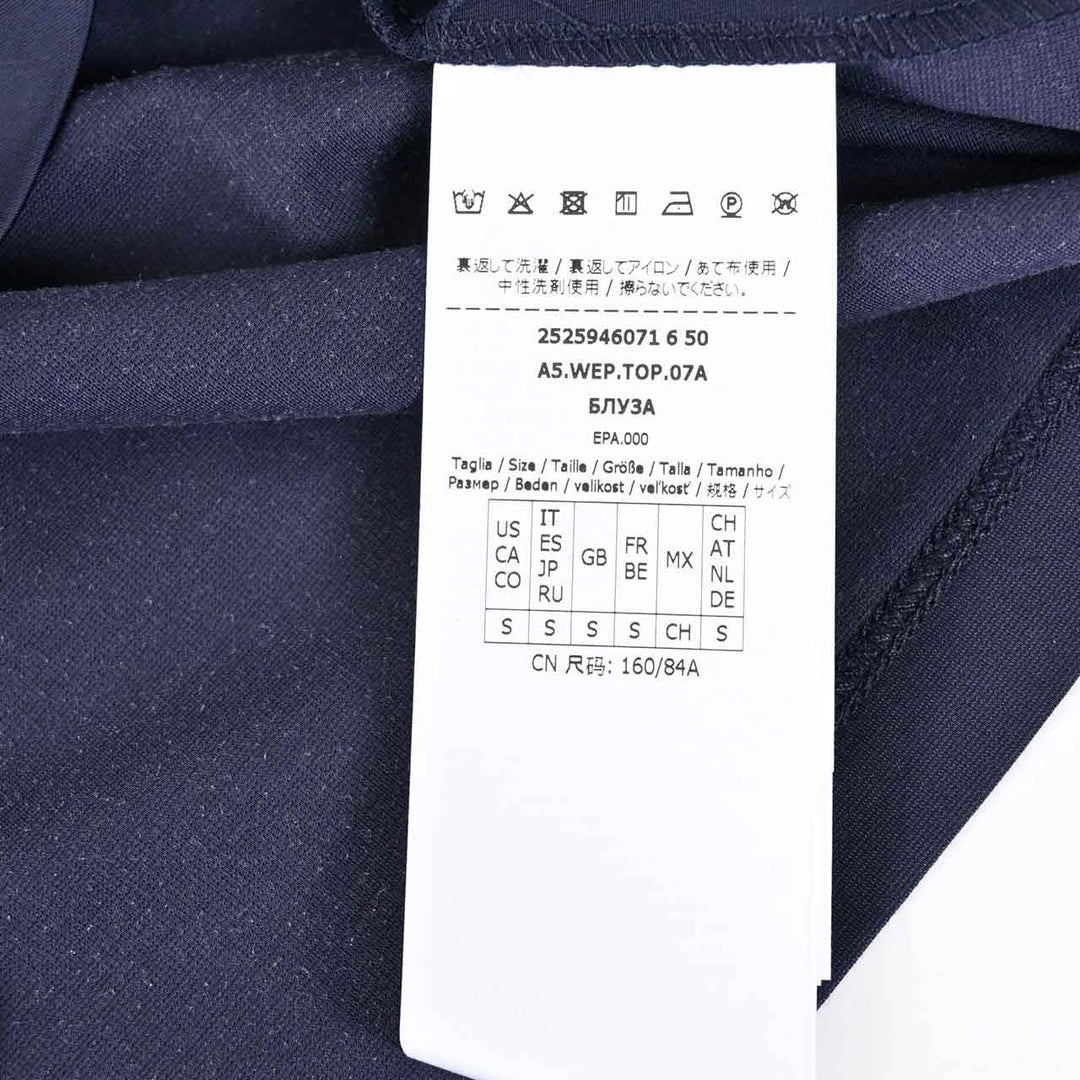 裏返して洗濯 / 裏返してアイロン / あて布使用 /
中性洗剤使用 / 擦らないでください。
2525946071 6 50
A5.WEP.TOP.07A
БЛУЗА
EPA.000
Taglia / Size / Taille / Größe / Talla / Tamanho /
Размер / Beden / velikost / veľkosť / 规格 / サイズ
US CA CO | IT ES JP RU | GB | FR BE | MX | CH AT NL DE
S | S | S | S | CH | S
CN 尺码: 160/84A